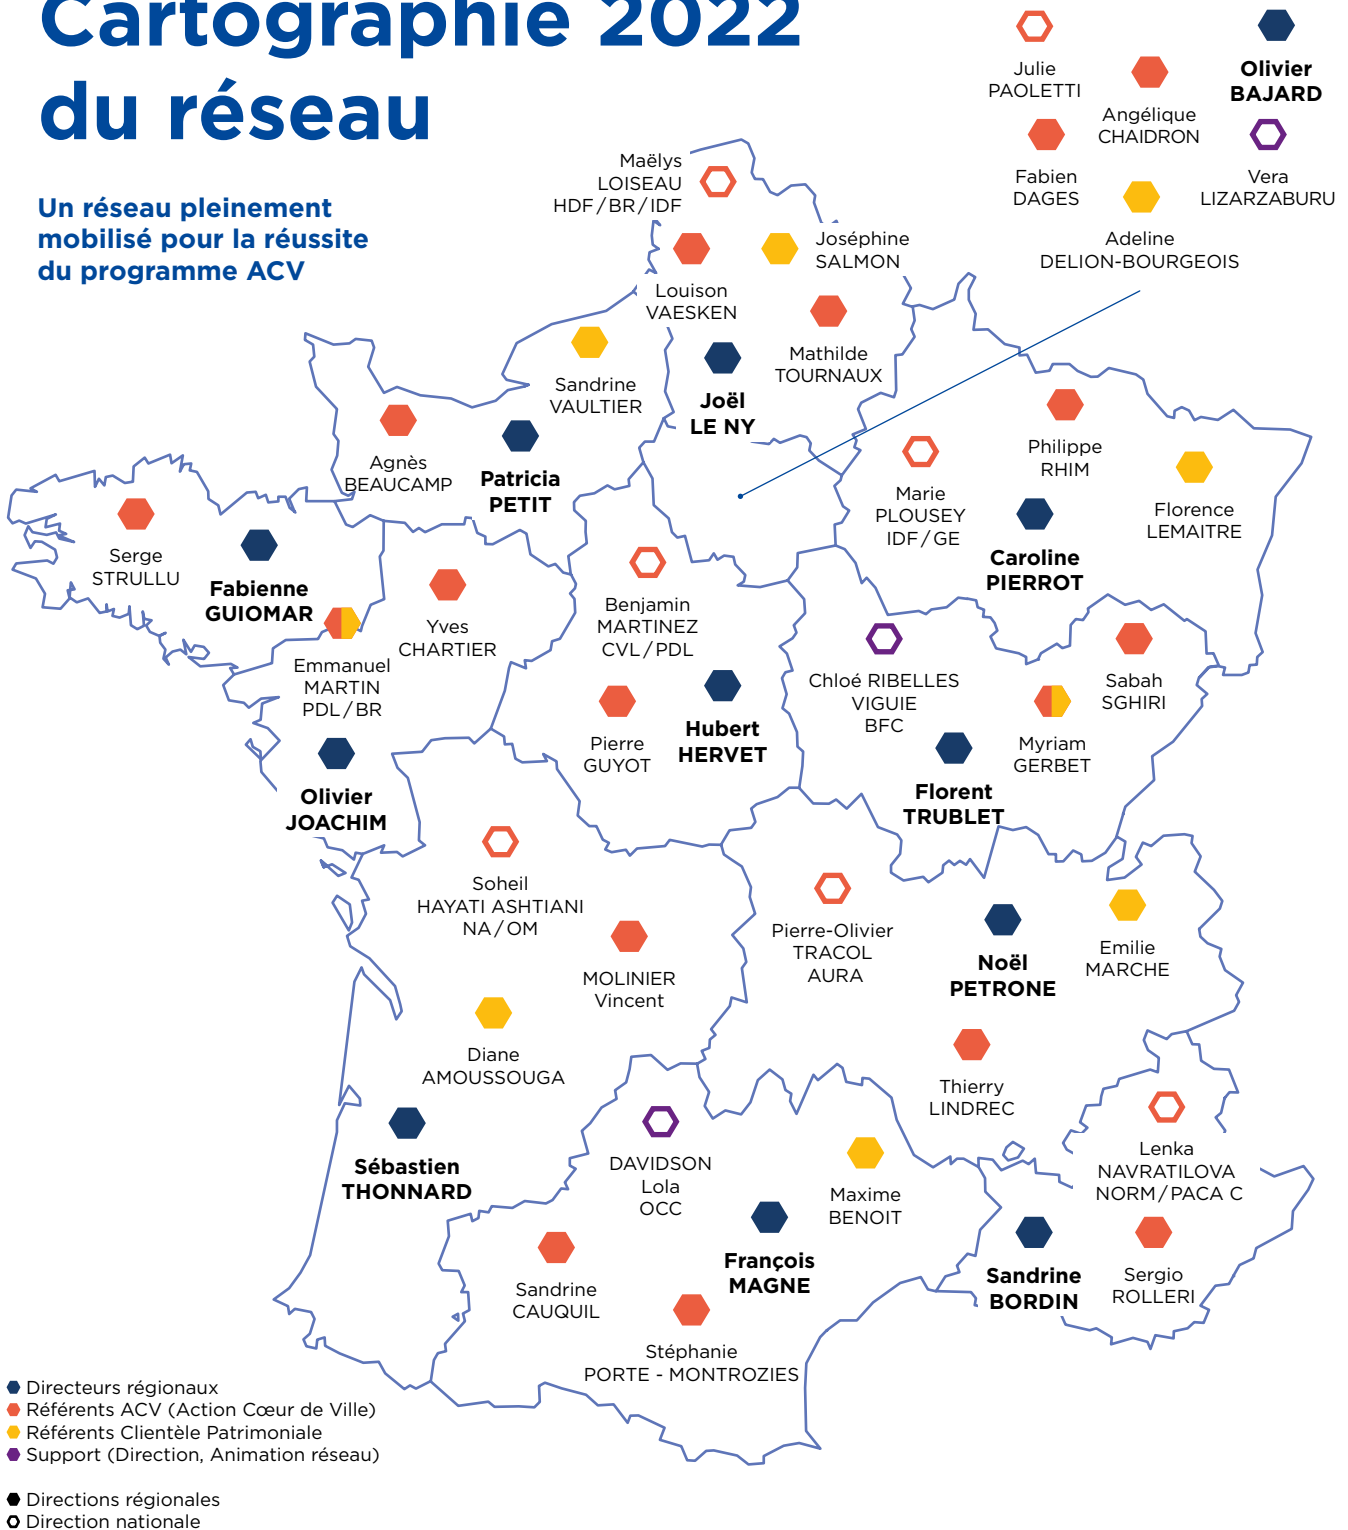 Cartographie 2022
du réseau
Un réseau pleinement
mobilisé pour la réussite
du programme ACV
Julie
PAOLETTI
Angélique
CHAIDRON
Olivier
BAJARD
Fabien
DAGES
Vera
LIZARZABURU
Adeline
DELION-BOURGEOIS
Maëlys
LOISEAU
HDF/BR/IDF
Joséphine
SALMON
Louison
VAESKEN
Mathilde
TOURNAUX
Joël
LE NY
Sandrine
VAULTIER
Agnès
BEAUCAMP
Patricia
PETIT
Philippe
RHIM
Marie
PLOUSEY
IDF/GE
Florence
LEMAITRE
Caroline
PIERROT
Serge
STRULLU
Fabienne
GUIOMAR
Yves
CHARTIER
Emmanuel
MARTIN
PDL/BR
Olivier
JOACHIM
Benjamin
MARTINEZ
CVL/PDL
Pierre
GUYOT
Hubert
HERVET
Chloé RIBELLES
VIGUIE
BFC
Sabah
SGHIRI
Myriam
GERBET
Florent
TRUBLET
Soheil
HAYATI ASHTIANI
NA/OM
MOLINIER
Vincent
Diane
AMOUSSOUGA
Sébastien
THONNARD
Pierre-Olivier
TRACOL
AURA
Noël
PETRONE
Emilie
MARCHE
Thierry
LINDREC
DAVIDSON
Lola
OCC
Maxime
BENOIT
François
MAGNE
Sandrine
CAUQUIL
Stéphanie
PORTE - MONTROZIES
Lenka
NAVRATILOVA
NORM/PACA C
Sandrine
BORDIN
Sergio
ROLLERI
Directeurs régionaux
Référents ACV (Action Cœur de Ville)
Référents Clientèle Patrimoniale
Support (Direction, Animation réseau)
Directions régionales
Direction nationale